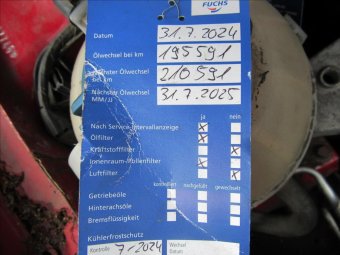 FUCHS
Datum 31.7.2024
Ölwechsel bei km 195591
Nächster Ölwechsel bei km 210591
Nächster Ölwechsel MM/JJ 31.7.2025
ja nein
Nach Service-Intervallanzeige
Ölfilter
Kraftstofffilter
Innenraum-/Pollenfilter
Luftfilter
kontrolliert nachgefüllt gewechselt
Getriebeöle
Hinterachsöle
Bremsflüssigkeit
Kühlerfrostschutz
Kontrolle 7/2024 Wechsel
Datum